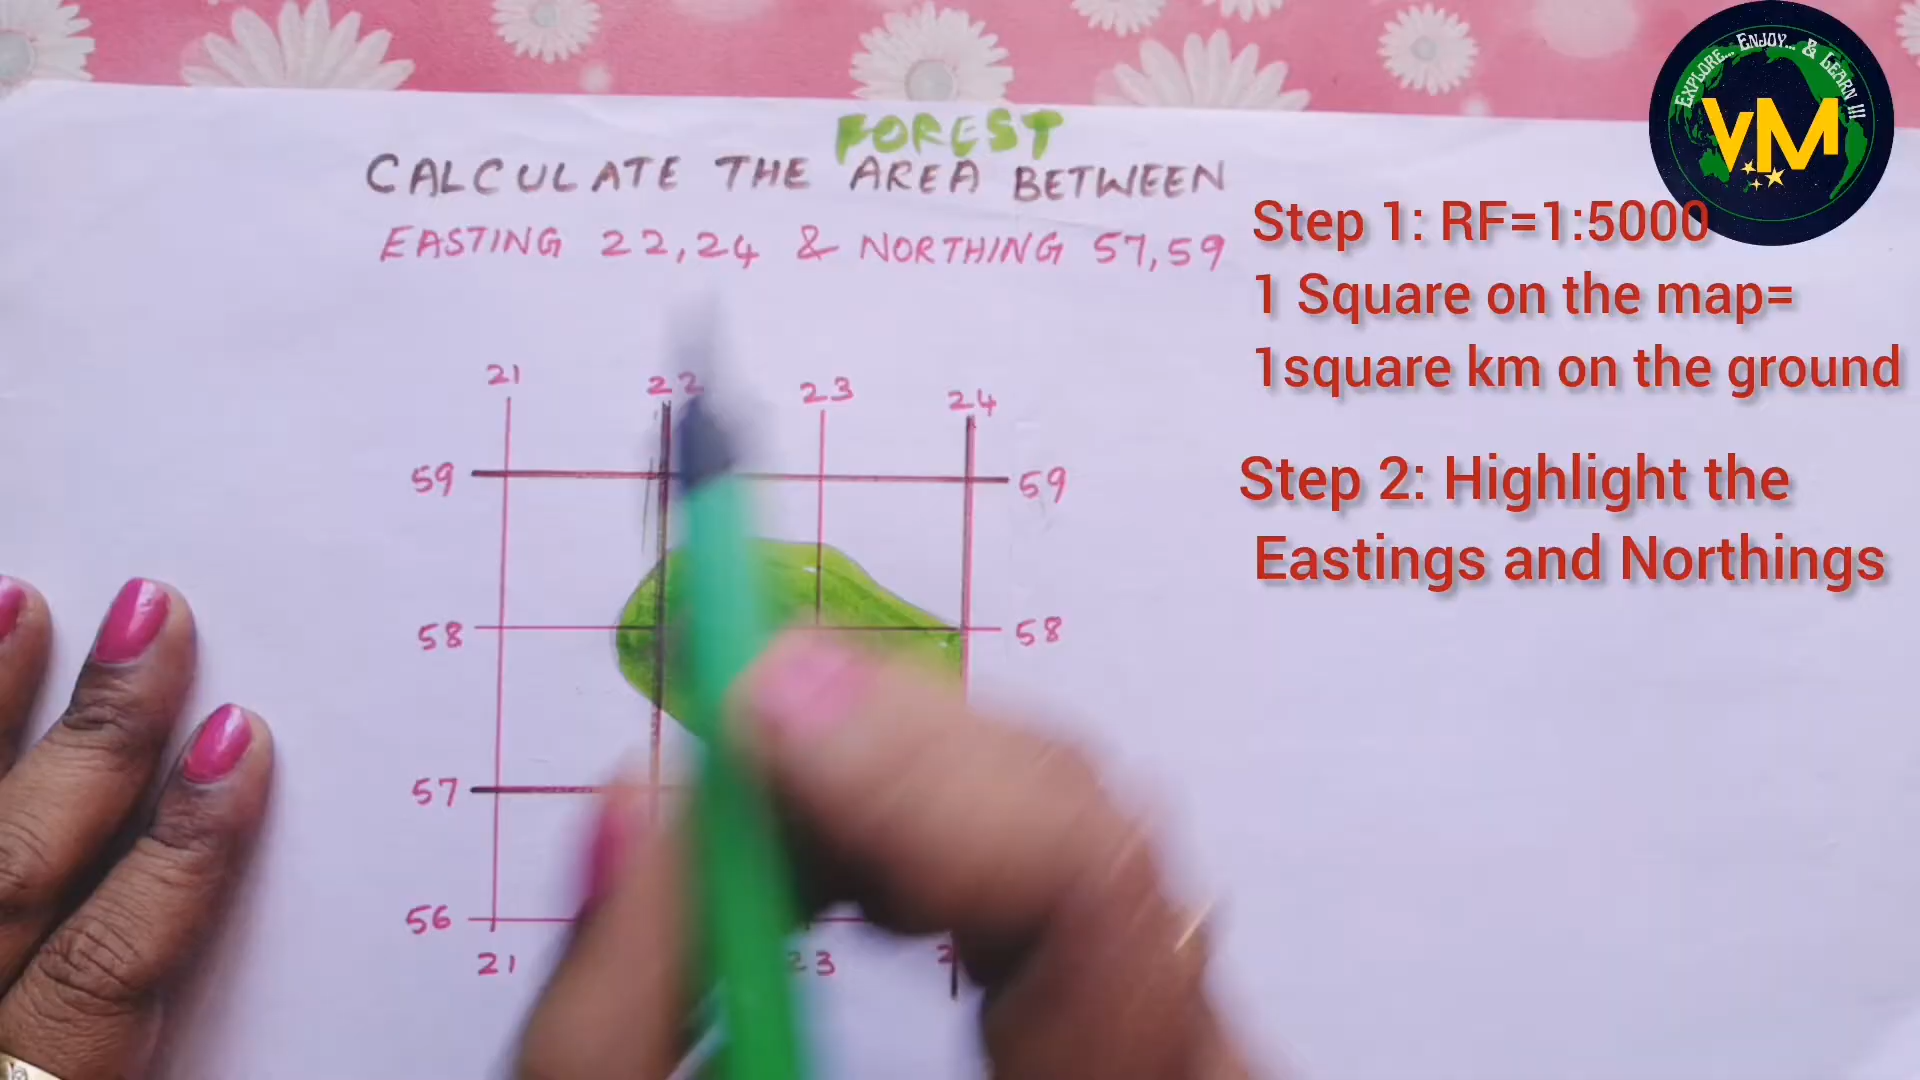 FOREST
CALCULATE THE AREA BETWEEN
EASTING 22,24 & NORTHING 57,59
EXPLORE... ENJOY... & LEARN !!!
VM
Step 1: RF=1:5000
1 Square on the map=
1square km on the ground
Step 2: Highlight the
Eastings and Northings
21 22 23 24
59 59
58 58
57
56
21 23